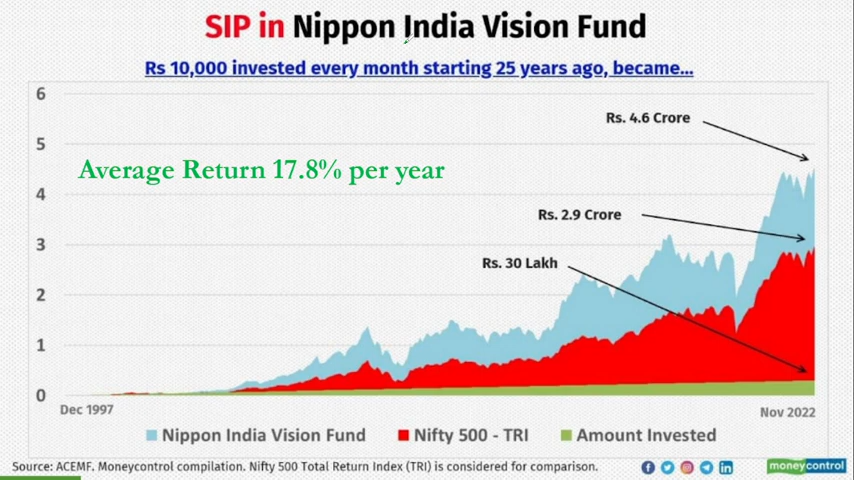 SIP in Nippon India Vision Fund
Rs 10,000 invested every month starting 25 years ago, became...
6
Rs. 4.6 Crore
5
Average Return 17.8% per year
4
Rs. 2.9 Crore
3
Rs. 30 Lakh
2
1
0
Dec 1997
Nov 2022
Nippon India Vision Fund Nifty 500 - TRI Amount Invested
Source: ACEMF. Moneycontrol compilation. Nifty 500 Total Return Index (TRI) is considered for comparison.
moneycontrol